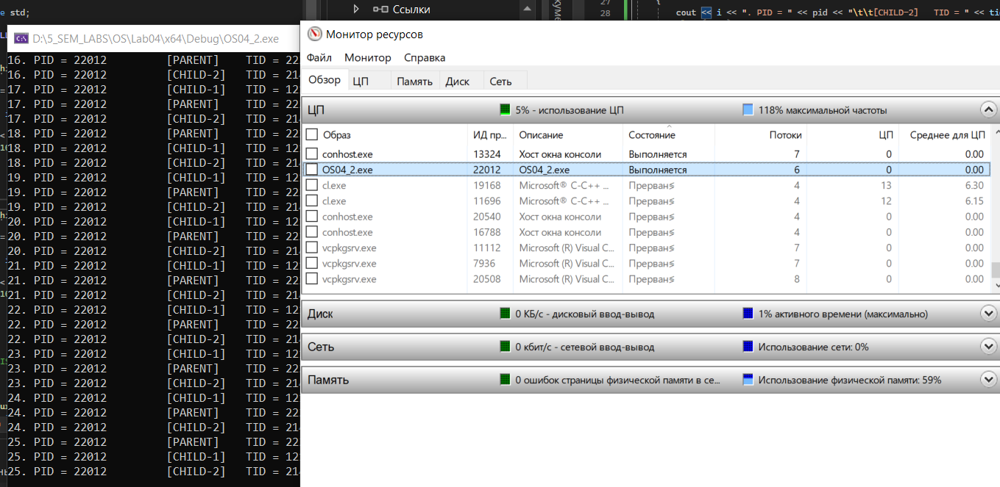 e std;
Ссылки
27
28
cout << i << ". PID = " << pid << "\t\t[CHILD-2]   TID = " << ti
D:\5_SEM_LABS\OS\Lab04\x64\Debug\OS04_2.exe
16. PID = 22012 [PARENT] TID = 22
16. PID = 22012 [CHILD-2] TID = 214
17. PID = 22012 [CHILD-1] TID = 12
17. PID = 22012 [PARENT] TID = 22
17. PID = 22012 [CHILD-2] TID = 214
18. PID = 22012 [PARENT] TID = 22
18. PID = 22012 [CHILD-1] TID = 12
18. PID = 22012 [CHILD-2] TID = 214
19. PID = 22012 [CHILD-1] TID = 12
19. PID = 22012 [PARENT] TID = 22
19. PID = 22012 [CHILD-2] TID = 214
20. PID = 22012 [CHILD-1] TID = 12
20. PID = 22012 [PARENT] TID = 22
20. PID = 22012 [CHILD-2] TID = 214
21. PID = 22012 [CHILD-1] TID = 12
21. PID = 22012 [PARENT] TID = 22
21. PID = 22012 [CHILD-2] TID = 214
22. PID = 22012 [CHILD-1] TID = 12
22. PID = 22012 [PARENT] TID = 22
22. PID = 22012 [CHILD-2] TID = 214
23. PID = 22012 [CHILD-1] TID = 12
23. PID = 22012 [PARENT] TID = 22
23. PID = 22012 [CHILD-2] TID = 214
24. PID = 22012 [CHILD-1] TID = 12
24. PID = 22012 [PARENT] TID = 22
24. PID = 22012 [CHILD-2] TID = 214
25. PID = 22012 [PARENT] TID = 22
25. PID = 22012 [CHILD-1] TID = 12
25. PID = 22012 [CHILD-2] TID = 214
Монитор ресурсов
Файл Монитор Справка
Обзор ЦП Память Диск Сеть
ЦП 5% - использование ЦП 118% максимальной частоты
Образ ИД пр... Описание Состояние Потоки ЦП Среднее для ЦП
conhost.exe 13324 Хост окна консоли Выполняется 7 0 0.00
OS04_2.exe 22012 OS04_2.exe Выполняется 6 0 0.00
cl.exe 19168 Microsoft® C-C++ ... Прерван 4 13 6.30
cl.exe 11696 Microsoft® C-C++ ... Прерван 4 12 6.15
conhost.exe 20540 Хост окна консоли Прерван 4 0 0.00
conhost.exe 16788 Хост окна консоли Прерван 4 0 0.00
vcpkgsrv.exe 11112 Microsoft (R) Visual C... Прерван 7 0 0.00
vcpkgsrv.exe 7936 Microsoft (R) Visual C... Прерван 7 0 0.00
vcpkgsrv.exe 20508 Microsoft (R) Visual C... Прерван 8 0 0.00
Диск 0 КБ/с - дисковый ввод-вывод 1% активного времени (максимально)
Сеть 0 кбит/с - сетевой ввод-вывод Использование сети: 0%
Память 0 ошибок страницы физической памяти в се... Использование физической памяти: 59%